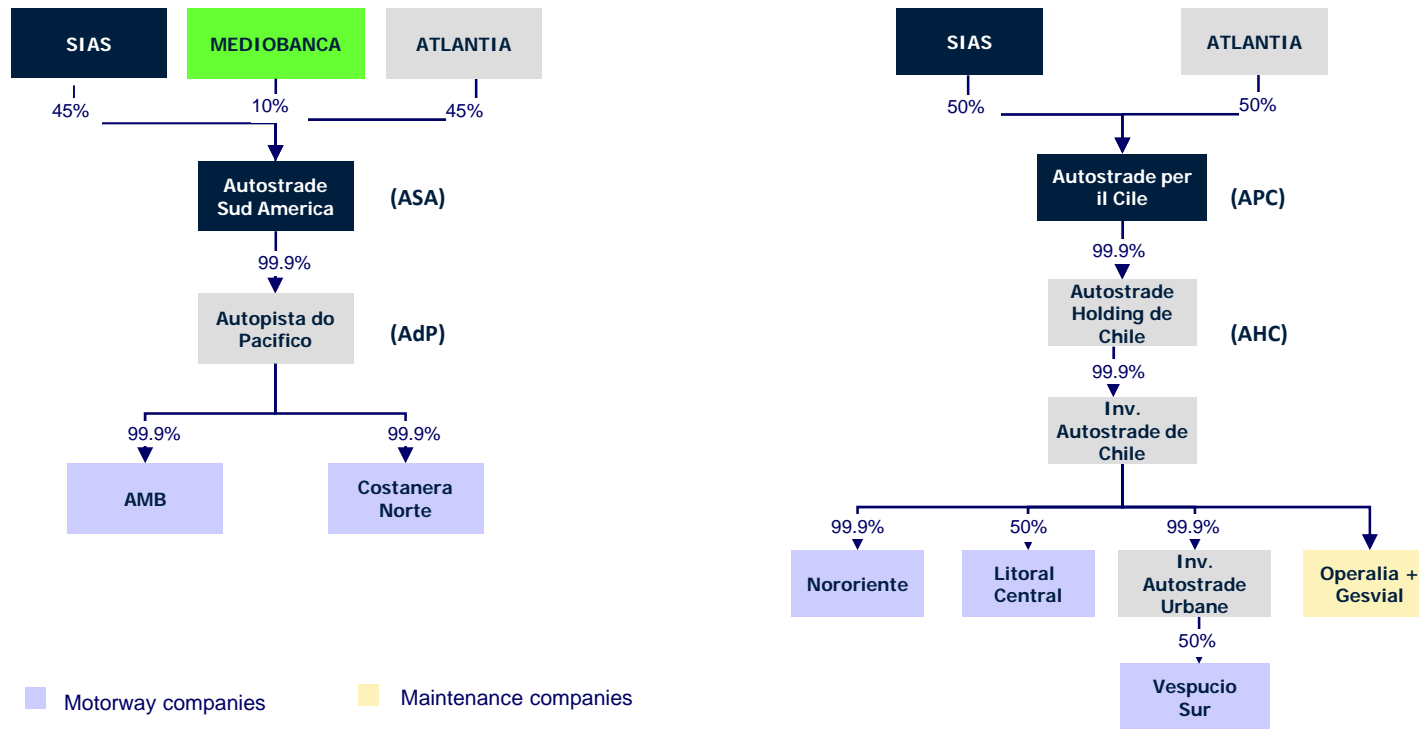 SIAS
MEDIOBANCA
ATLANTIA
45%
10%
45%
Autostrade
Sud America
(ASA)
99.9%
Autopista do
Pacifico
(AdP)
99.9%
99.9%
AMB
Costanera
Norte
SIAS
ATLANTIA
50%
50%
Autostrade per
il Cile
(APC)
99.9%
Autostrade
Holding de
Chile
(AHC)
99.9%
Inv.
Autostrade de
Chile
99.9%
50%
99.9%
Nororiente
Litoral
Central
Inv.
Autostrade
Urbane
Operalia +
Gesvial
50%
Vespucio
Sur
Motorway companies
Maintenance companies